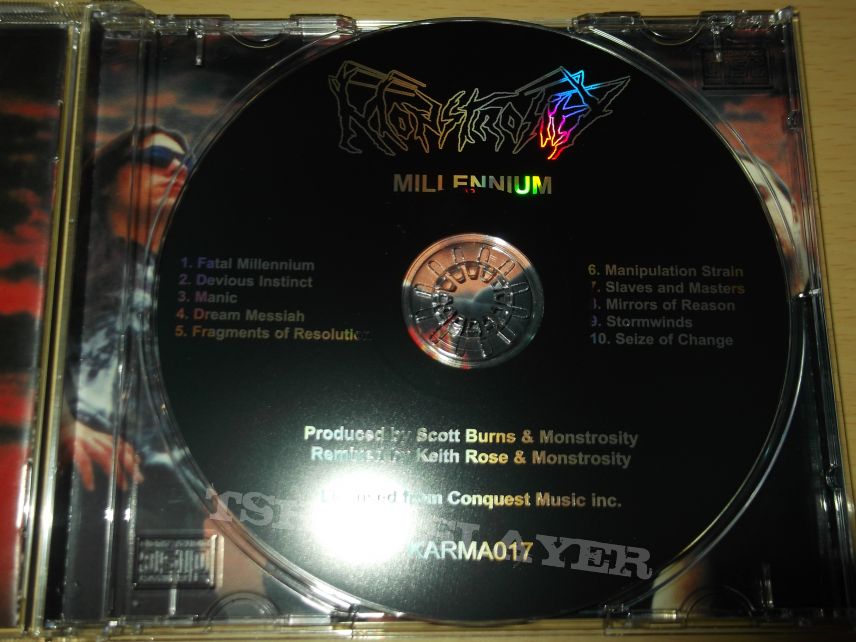 Monstrosity
MILLENNIUM
1. Fatal Millennium
2. Devious Instinct
3. Manic
4. Dream Messiah
5. Fragments of Resolution
6. Manipulation Strain
7. Slaves and Masters
8. Mirrors of Reason
9. Stormwinds
10. Seize of Change
Produced by Scott Burns & Monstrosity
Remixed by Keith Rose & Monstrosity
Licensed from Conquest Music inc.
KARMA017
TSHIRTSLAYER